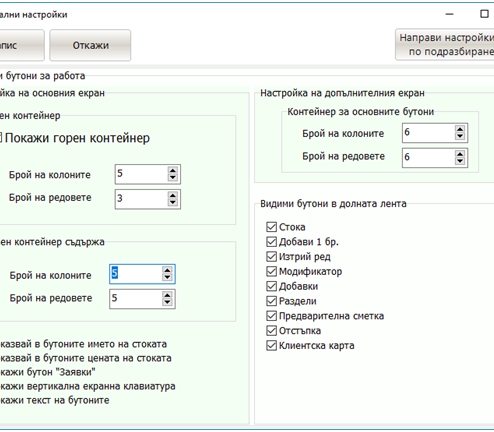 ални настройки
пис
Откажи
Направи настройки
по подразбиране
и бутони за работа
йка на основния екран
ен контейнер
Покажи горен контейнер
Брой на колоните 5
Брой на редовете 3
ен контейнер съдържа
Брой на колоните 5
Брой на редовете 5
казвай в бутоните името на стоката
казвай в бутоните цената на стоката
кажи бутон "Заявки"
кажи вертикална екранна клавиатура
кажи текст на бутоните
Настройка на допълнителния екран
Контейнер за основните бутони
Брой на колоните 6
Брой на редовете 6
Видими бутони в долната лента
Стока
Добави 1 бр.
Изтрий ред
Модификатор
Добавки
Раздели
Предварителна сметка
Отстъпка
Клиентска карта